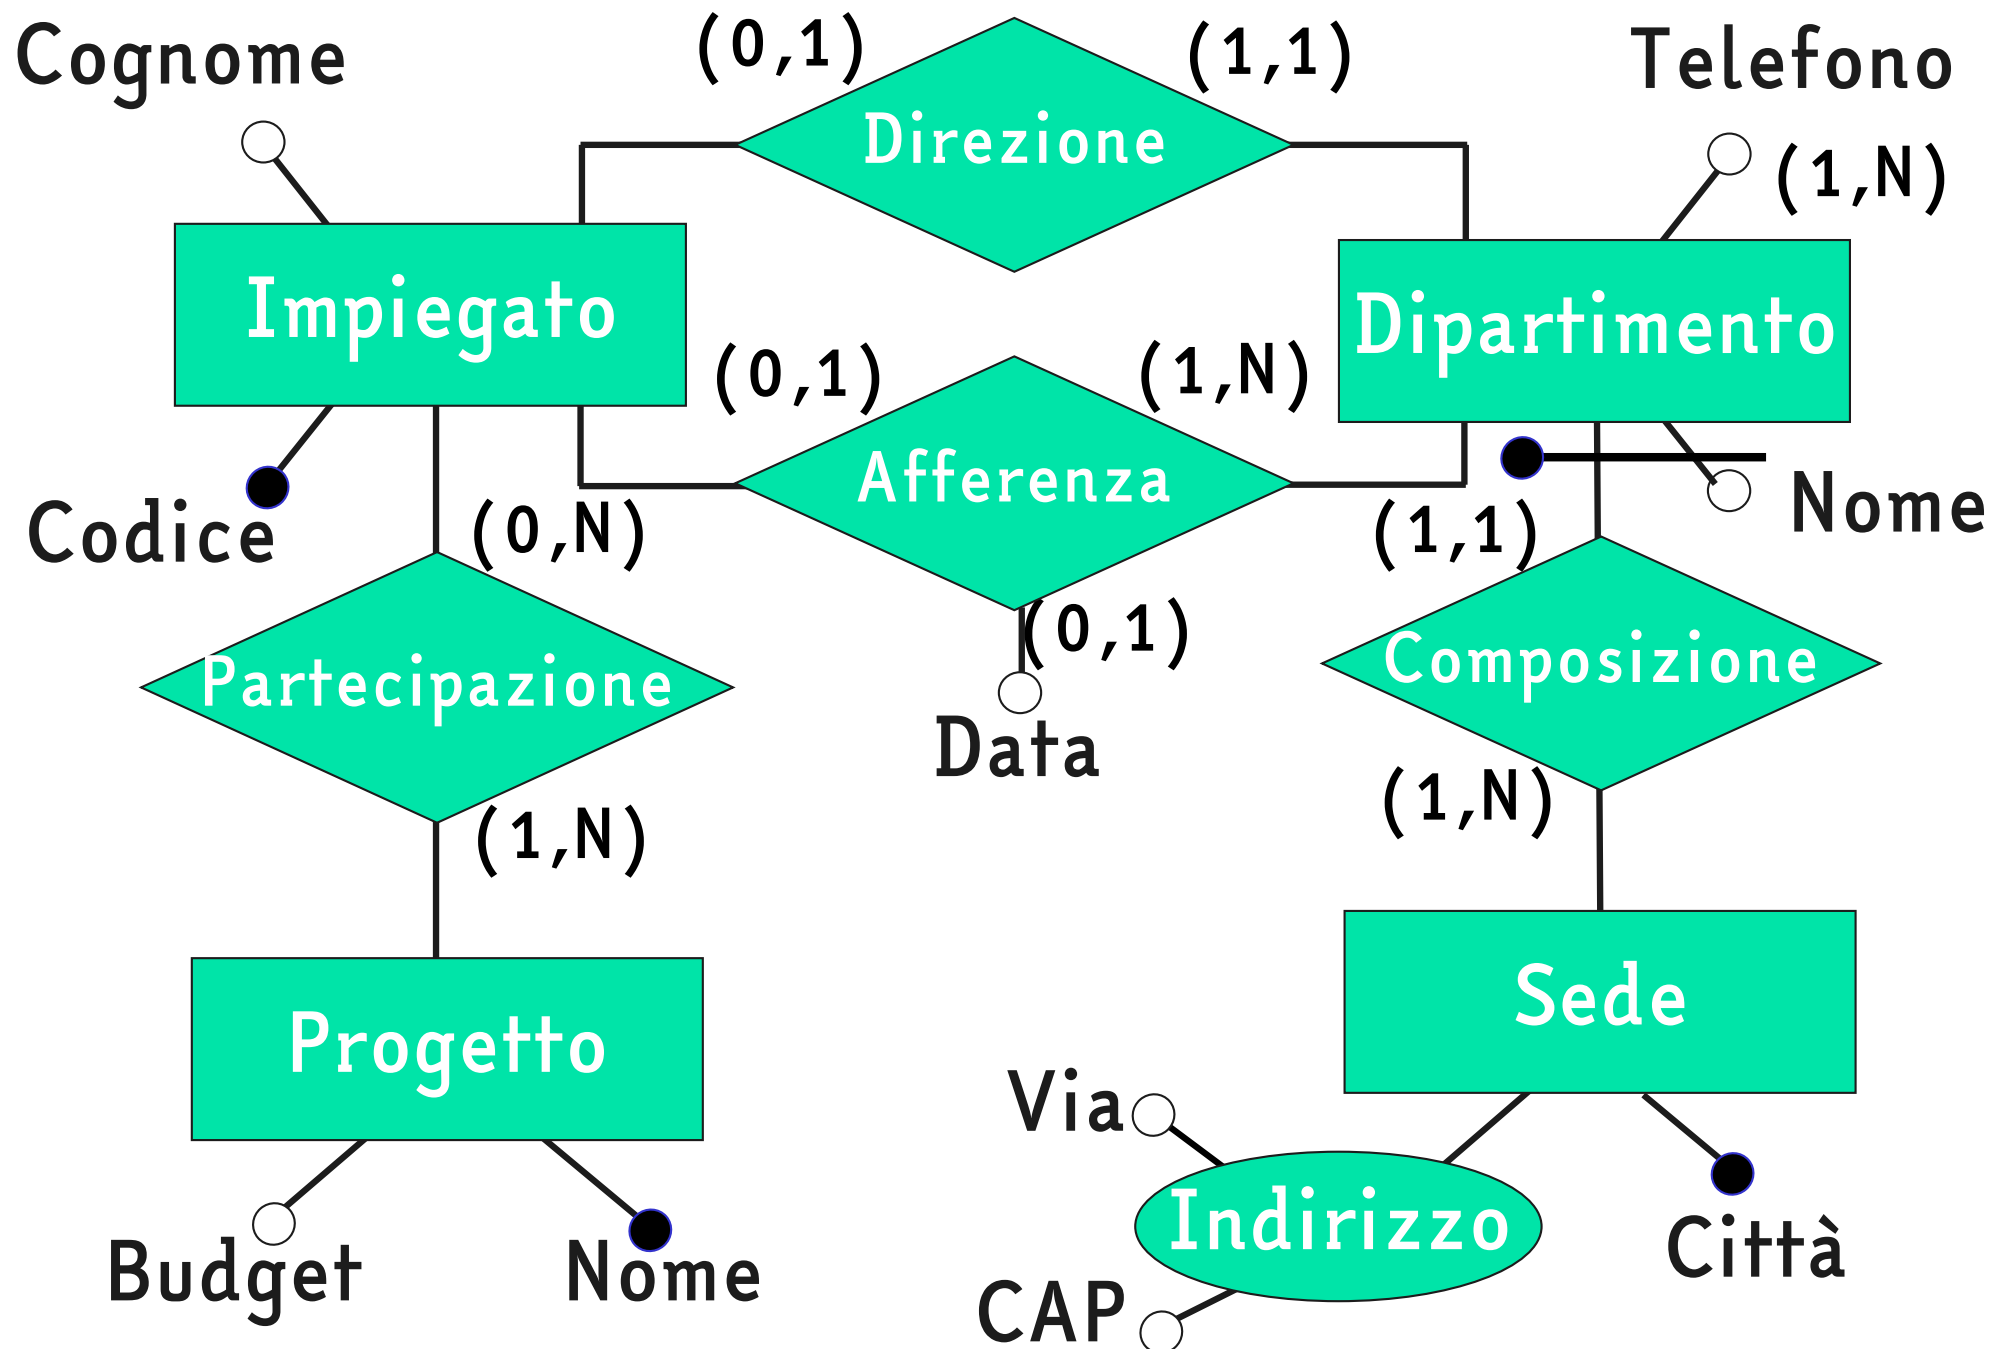 Cognome
(0,1)
(1,1)
Telefono
Direzione
(1,N)
Impiegato
Dipartimento
(0,1)
(1,N)
Afferenza
Codice
(0,N)
(1,1)
Nome
(0,1)
Partecipazione
Composizione
Data
(1,N)
(1,N)
Sede
Progetto
Via
Indirizzo
Città
Budget
Nome
CAP